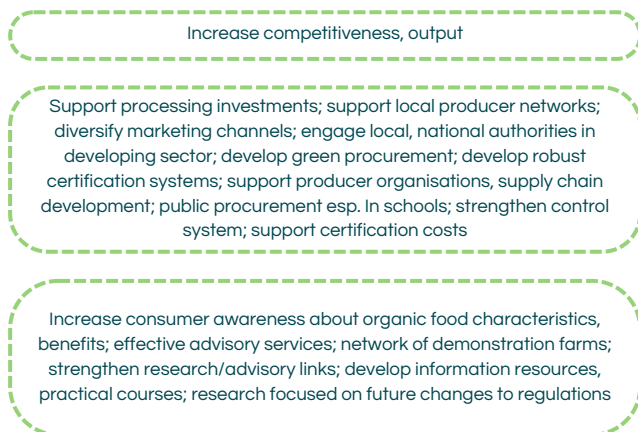 Increase competitiveness, output
Support processing investments; support local producer networks;
diversify marketing channels; engage local, national authorities in
developing sector; develop green procurement; develop robust
certification systems; support producer organisations, supply chain
development; public procurement esp. In schools; strengthen control
system; support certification costs
Increase consumer awareness about organic food characteristics,
benefits; effective advisory services; network of demonstration farms;
strengthen research/advisory links; develop information resources,
practical courses; research focused on future changes to regulations